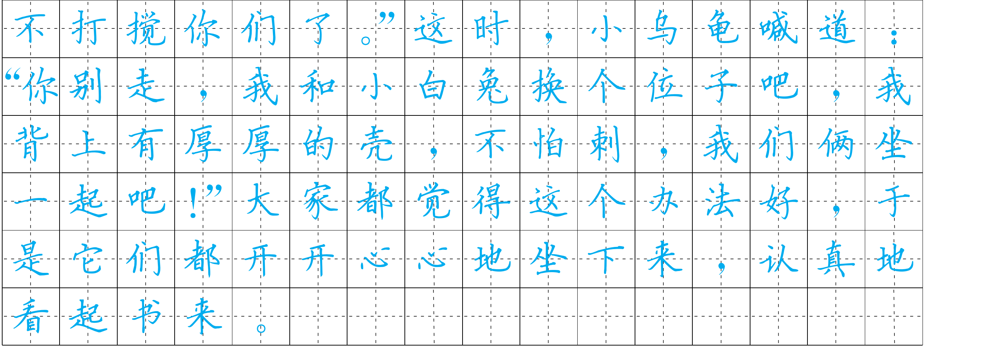 不打搅你们了。”这时，小乌龟喊道：
“你别走，我和小白兔换个位子吧，我
背上有厚厚的壳，不怕刺，我们俩坐
一起吧！”大家都觉得这个办法好，于
是它们都开开心心地坐下来，认真地
看起书来。